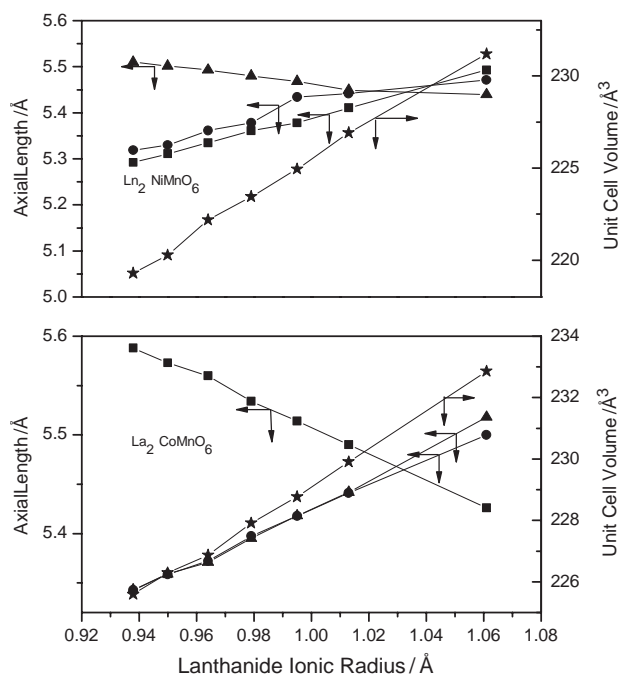 5.6
5.5
5.4
5.3
5.2
5.1
5.0
AxialLength/Å
Ln2 NiMnO6
230
225
220
Unit Cell Volume/Å3
5.6
5.5
5.4
AxialLength/Å
La2 CoMnO6
234
232
230
228
226
Unit Cell Volume/Å3
0.92 0.94 0.96 0.98 1.00 1.02 1.04 1.06 1.08
Lanthanide Ionic Radius/Å